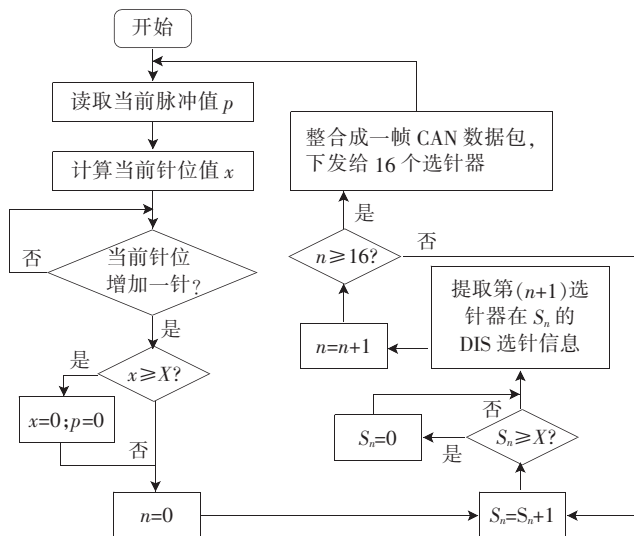 开始
读取当前脉冲值 p
计算当前针位值 x
否
当前针位
增加一针?
是
是
x≥X?
x=0;p=0
否
n=0
整合成一帧 CAN 数据包,
下发给 16 个选针器
是
n≥16?
否
n=n+1
提取第(n+1)选
针器在 Sn 的
DIS 选针信息
否
Sn=0
是
Sn≥X?
Sn=Sn+1